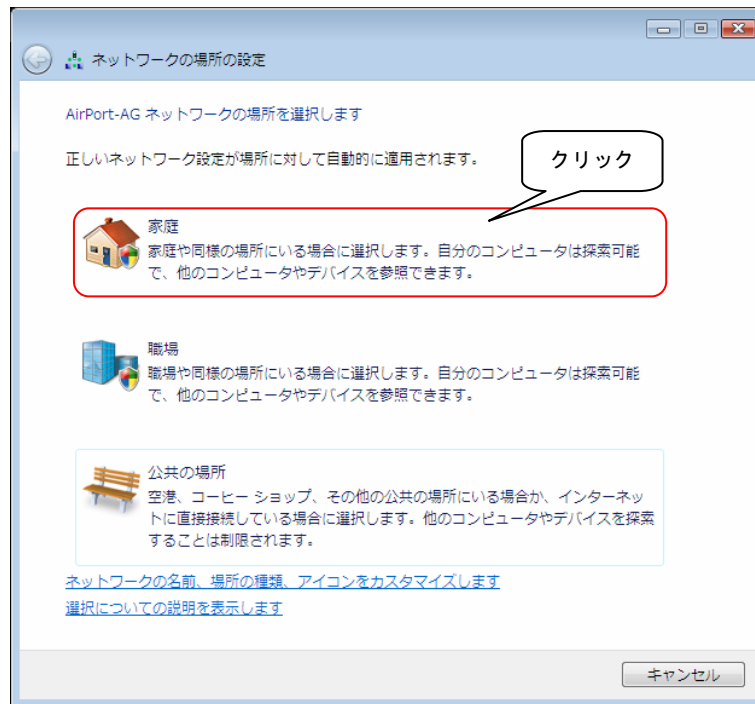 ネットワークの場所の設定
AirPort-AG ネットワークの場所を選択します
正しいネットワーク設定が場所に対して自動的に適用されます。
クリック
家庭
家庭や同様の場所にいる場合に選択します。自分のコンピュータは探索可能
で、他のコンピュータやデバイスを参照できます。
職場
職場や同様の場所にいる場合に選択します。自分のコンピュータは探索可能
で、他のコンピュータやデバイスを参照できます。
公共の場所
空港、コーヒー ショップ、その他の公共の場所にいる場合か、インターネッ
トに直接接続している場合に選択します。他のコンピュータやデバイスを探索
することは制限されます。
ネットワークの名前、場所の種類、アイコンをカスタマイズします
選択についての説明を表示します
キャンセル